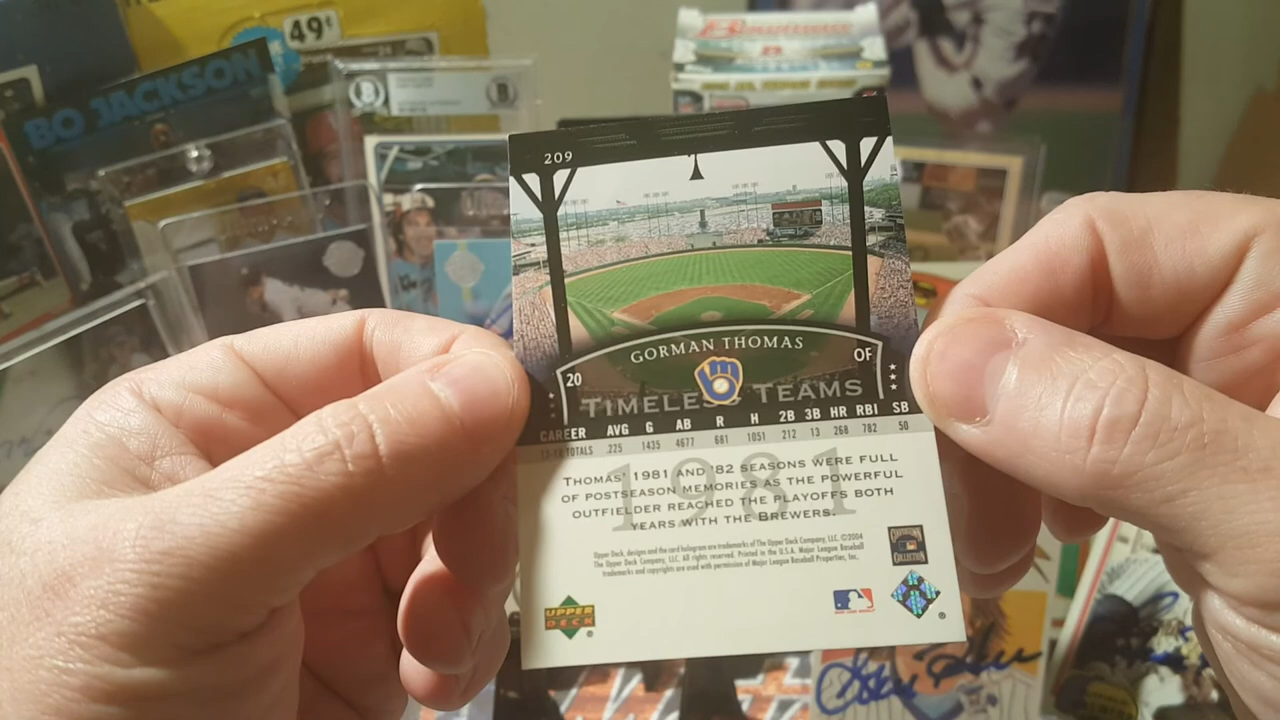 49¢
BO JACKSON
Bowman
209
GORMAN THOMAS
20
OF
TIMELESS TEAMS
CAREER AVG G AB R H 2B 3B HR RBI SB
TOTALS .225 1435 4677 681 1051 212 13 268 782 50
1981
THOMAS' 1981 AND '82 SEASONS WERE FULL
OF POSTSEASON MEMORIES AS THE POWERFUL
OUTFIELDER REACHED THE PLAYOFFS BOTH
YEARS WITH THE BREWERS.
Upper Deck, designs and the card hologram are trademarks of The Upper Deck Company, LLC. ©2004
The Upper Deck Company, LLC. All rights reserved. Printed in the U.S.A. Major League Baseball
trademarks and copyrights are used with permission of Major League Baseball Properties, Inc.
COOPERSTOWN
COLLECTION
UPPER
DECK